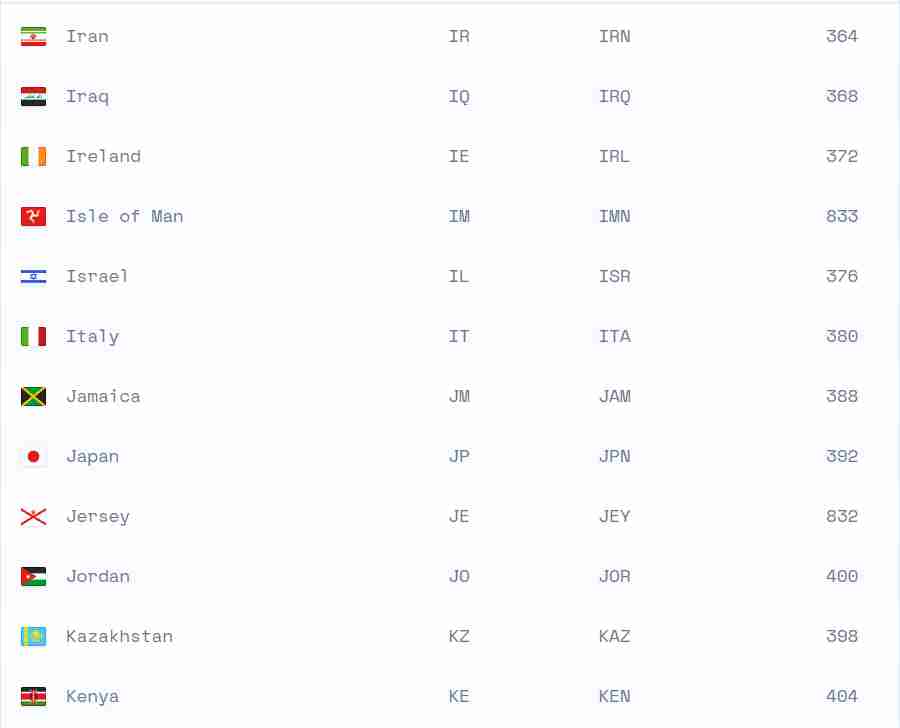 Iran IR IRN 364
Iraq IQ IRQ 368
Ireland IE IRL 372
Isle of Man IM IMN 833
Israel IL ISR 376
Italy IT ITA 380
Jamaica JM JAM 388
Japan JP JPN 392
Jersey JE JEY 832
Jordan JO JOR 400
Kazakhstan KZ KAZ 398
Kenya KE KEN 404